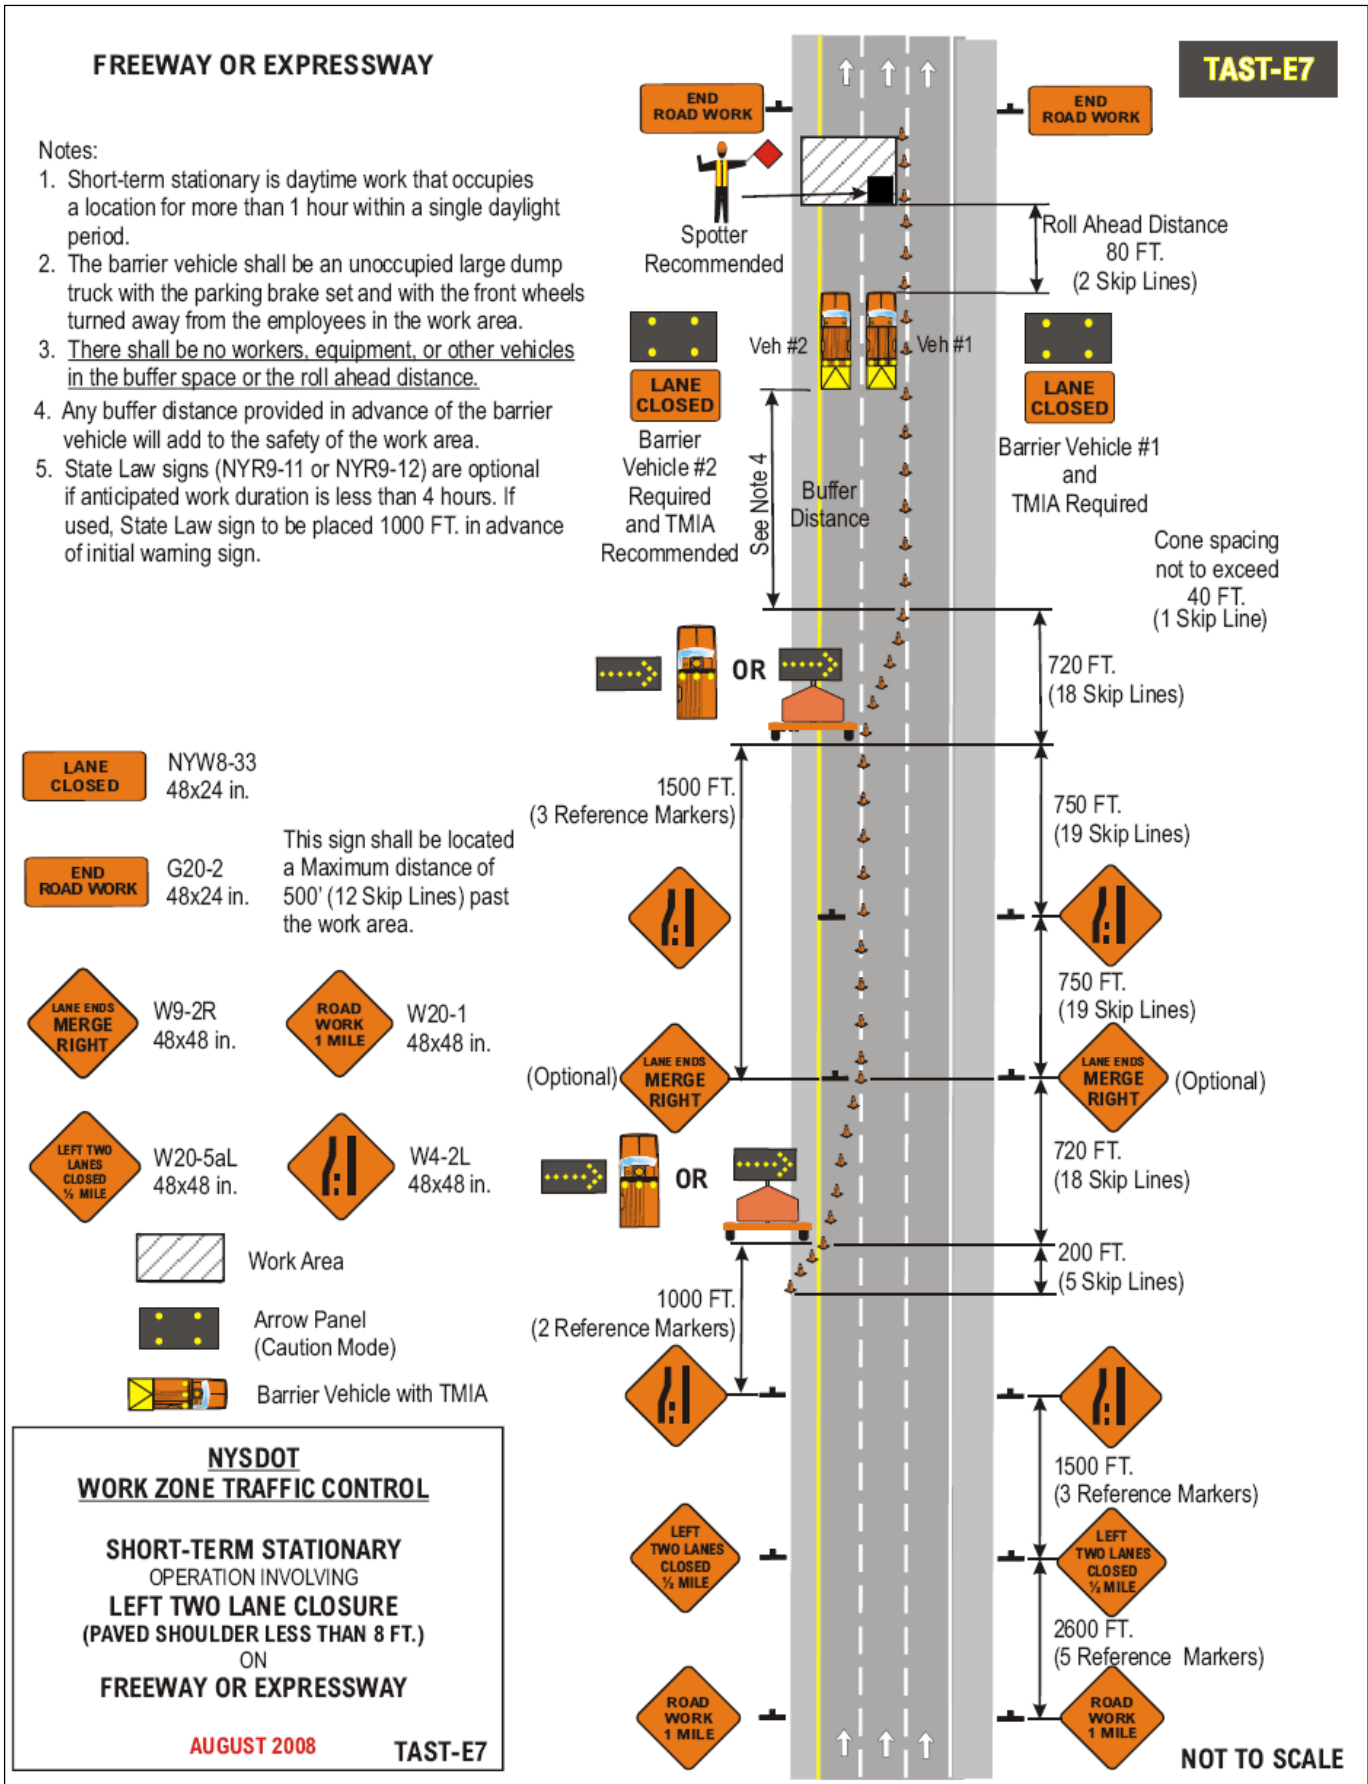 FREEWAY OR EXPRESSWAY
TAST-E7
Notes:
1. Short-term stationary is daytime work that occupies
a location for more than 1 hour within a single daylight
period.
2. The barrier vehicle shall be an unoccupied large dump
truck with the parking brake set and with the front wheels
turned away from the employees in the work area.
3. There shall be no workers, equipment, or other vehicles
in the buffer space or the roll ahead distance.
4. Any buffer distance provided in advance of the barrier
vehicle will add to the safety of the work area.
5. State Law signs (NYR9-11 or NYR9-12) are optional
if anticipated work duration is less than 4 hours. If
used, State Law sign to be placed 1000 FT. in advance
of initial warning sign.
END
ROAD WORK
END
ROAD WORK
Spotter
Recommended
Roll Ahead Distance
80 FT.
(2 Skip Lines)
Veh #2
Veh #1
LANE
CLOSED
Barrier
Vehicle #2
Required
and TMIA
Recommended
LANE
CLOSED
Barrier Vehicle #1
and
TMIA Required
See Note 4
Buffer
Distance
Cone spacing
not to exceed
40 FT.
(1 Skip Line)
OR
720 FT.
(18 Skip Lines)
1500 FT.
(3 Reference Markers)
750 FT.
(19 Skip Lines)
750 FT.
(19 Skip Lines)
(Optional)
LANE ENDS
MERGE
RIGHT
LANE ENDS
MERGE
RIGHT
(Optional)
OR
720 FT.
(18 Skip Lines)
200 FT.
(5 Skip Lines)
1000 FT.
(2 Reference Markers)
1500 FT.
(3 Reference Markers)
LEFT
TWO LANES
CLOSED
½ MILE
LEFT
TWO LANES
CLOSED
½ MILE
2600 FT.
(5 Reference Markers)
ROAD
WORK
1 MILE
ROAD
WORK
1 MILE
LANE
CLOSED
NYW8-33
48x24 in.
END
ROAD WORK
G20-2
48x24 in.
This sign shall be located
a Maximum distance of
500' (12 Skip Lines) past
the work area.
LANE ENDS
MERGE
RIGHT
W9-2R
48x48 in.
ROAD
WORK
1 MILE
W20-1
48x48 in.
LEFT TWO
LANES
CLOSED
½ MILE
W20-5aL
48x48 in.
W4-2L
48x48 in.
Work Area
Arrow Panel
(Caution Mode)
Barrier Vehicle with TMIA
NYSDOT
WORK ZONE TRAFFIC CONTROL
SHORT-TERM STATIONARY
OPERATION INVOLVING
LEFT TWO LANE CLOSURE
(PAVED SHOULDER LESS THAN 8 FT.)
ON
FREEWAY OR EXPRESSWAY
AUGUST 2008
TAST-E7
NOT TO SCALE